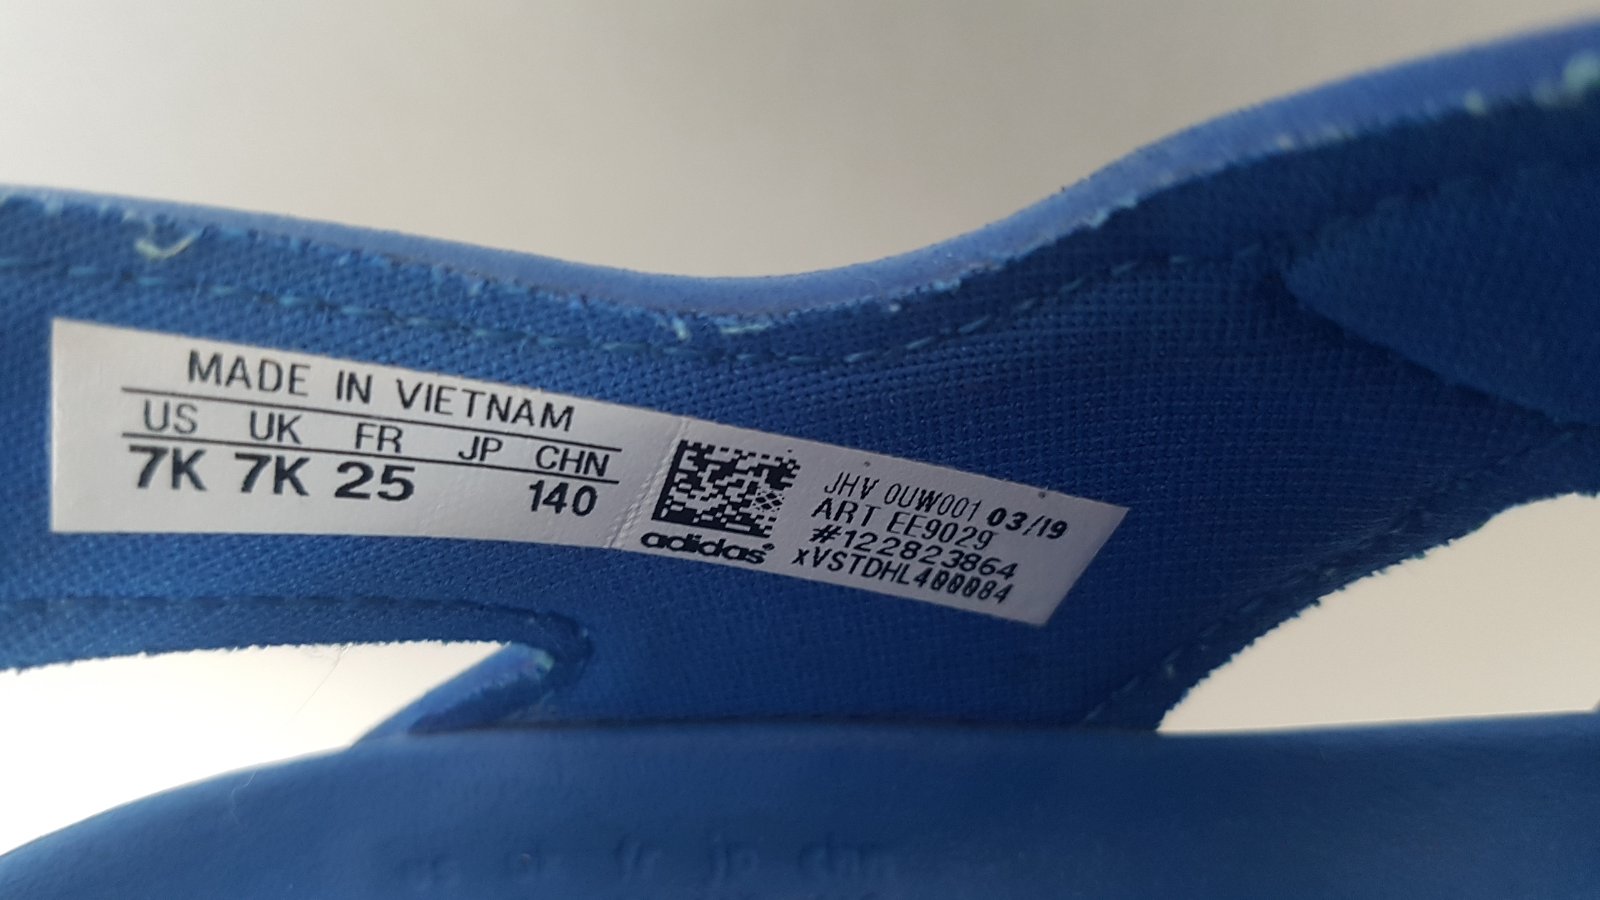 MADE IN VIETNAM
US UK FR JP CHN
7K 7K 25 140
adidas
JHV 0UW001 03/19
ART EE9029
#122823864
xVSTDHL400084